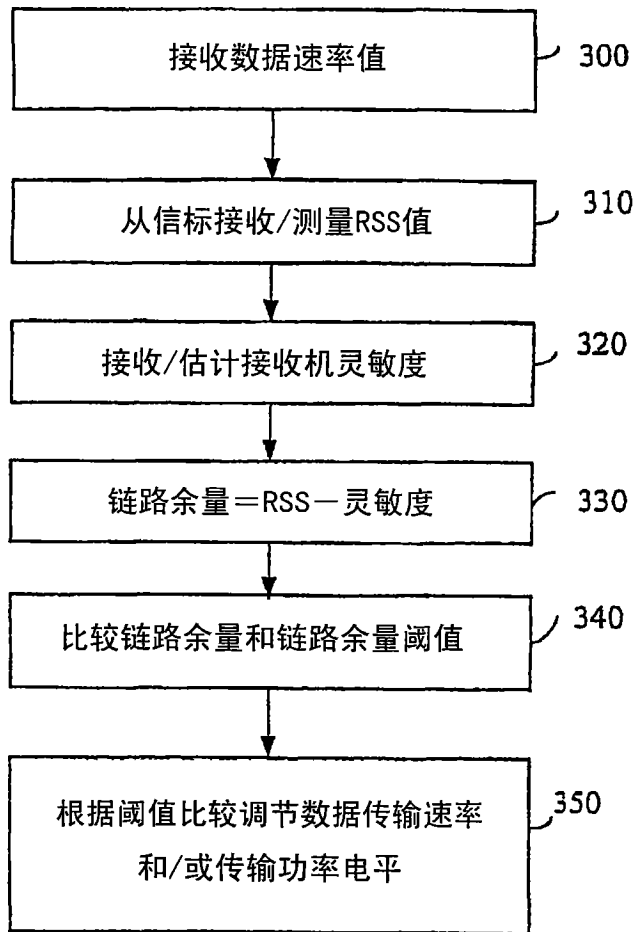 接收数据速率值
300
从信标接收/测量RSS值
310
接收/估计接收机灵敏度
320
链路余量=RSS-灵敏度
330
比较链路余量和链路余量阈值
340
根据阈值比较调节数据传输速率
和/或传输功率电平
350